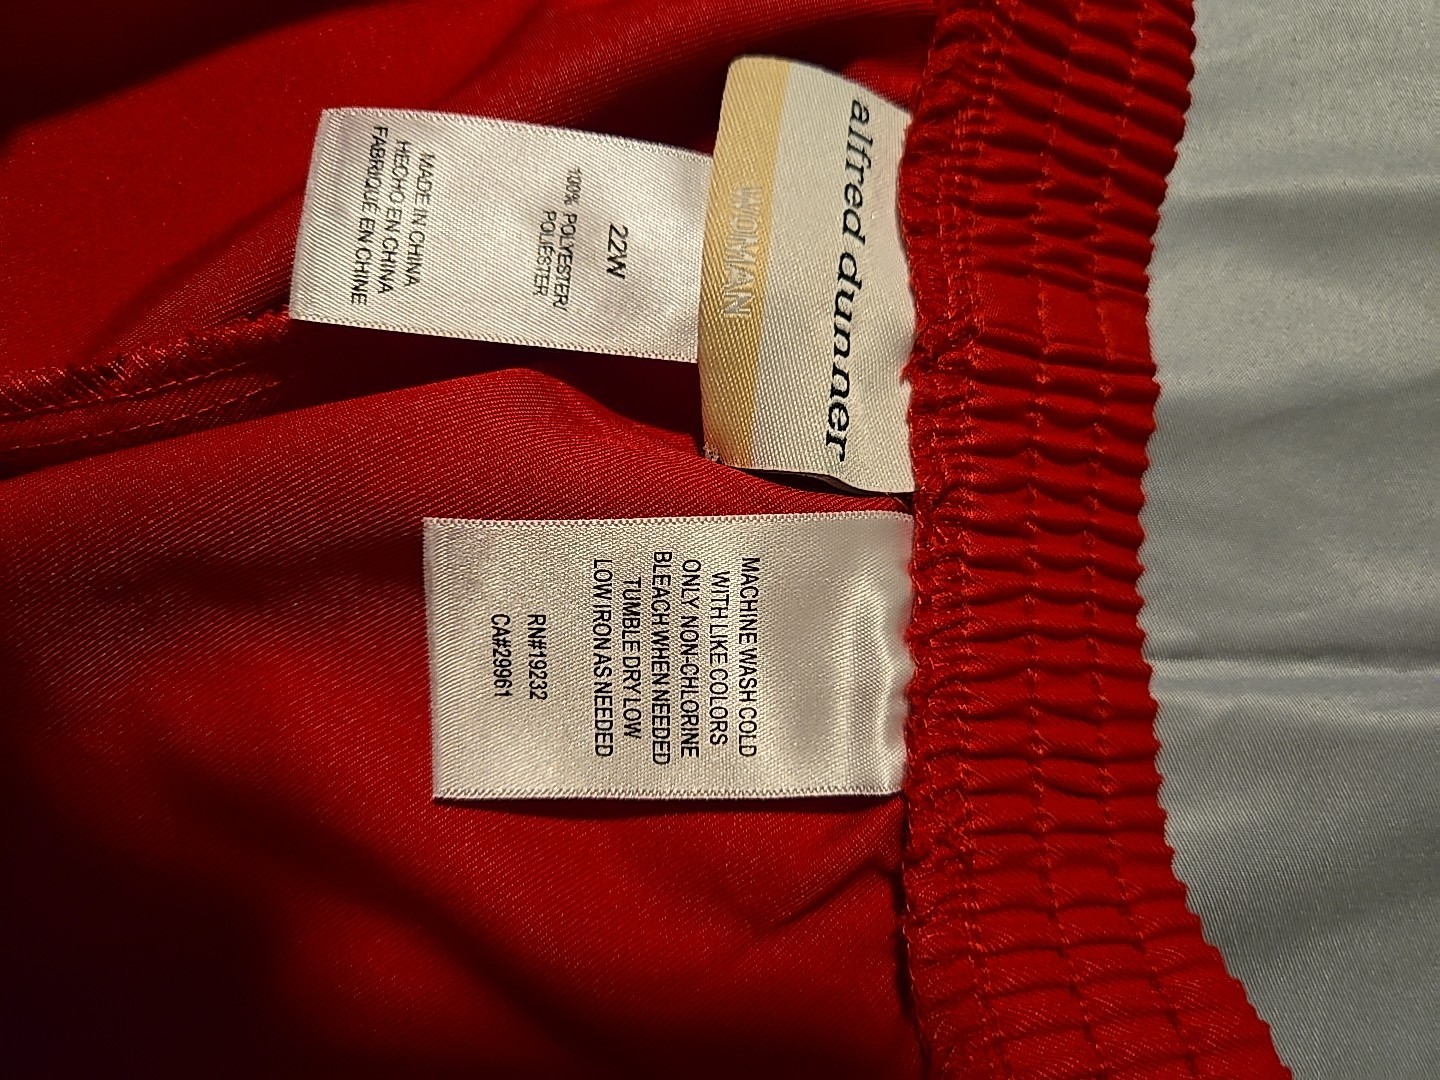 alfred dunner
WOMAN
22W
100% POLYESTER/
POLIÉSTER
MADE IN CHINA
HECHO EN CHINA
FABRIQUE EN CHINE
MACHINE WASH COLD
WITH LIKE COLORS
ONLY NON-CHLORINE
BLEACH WHEN NEEDED
TUMBLE DRY LOW
LOW IRON AS NEEDED
RN#19232
CA#29961